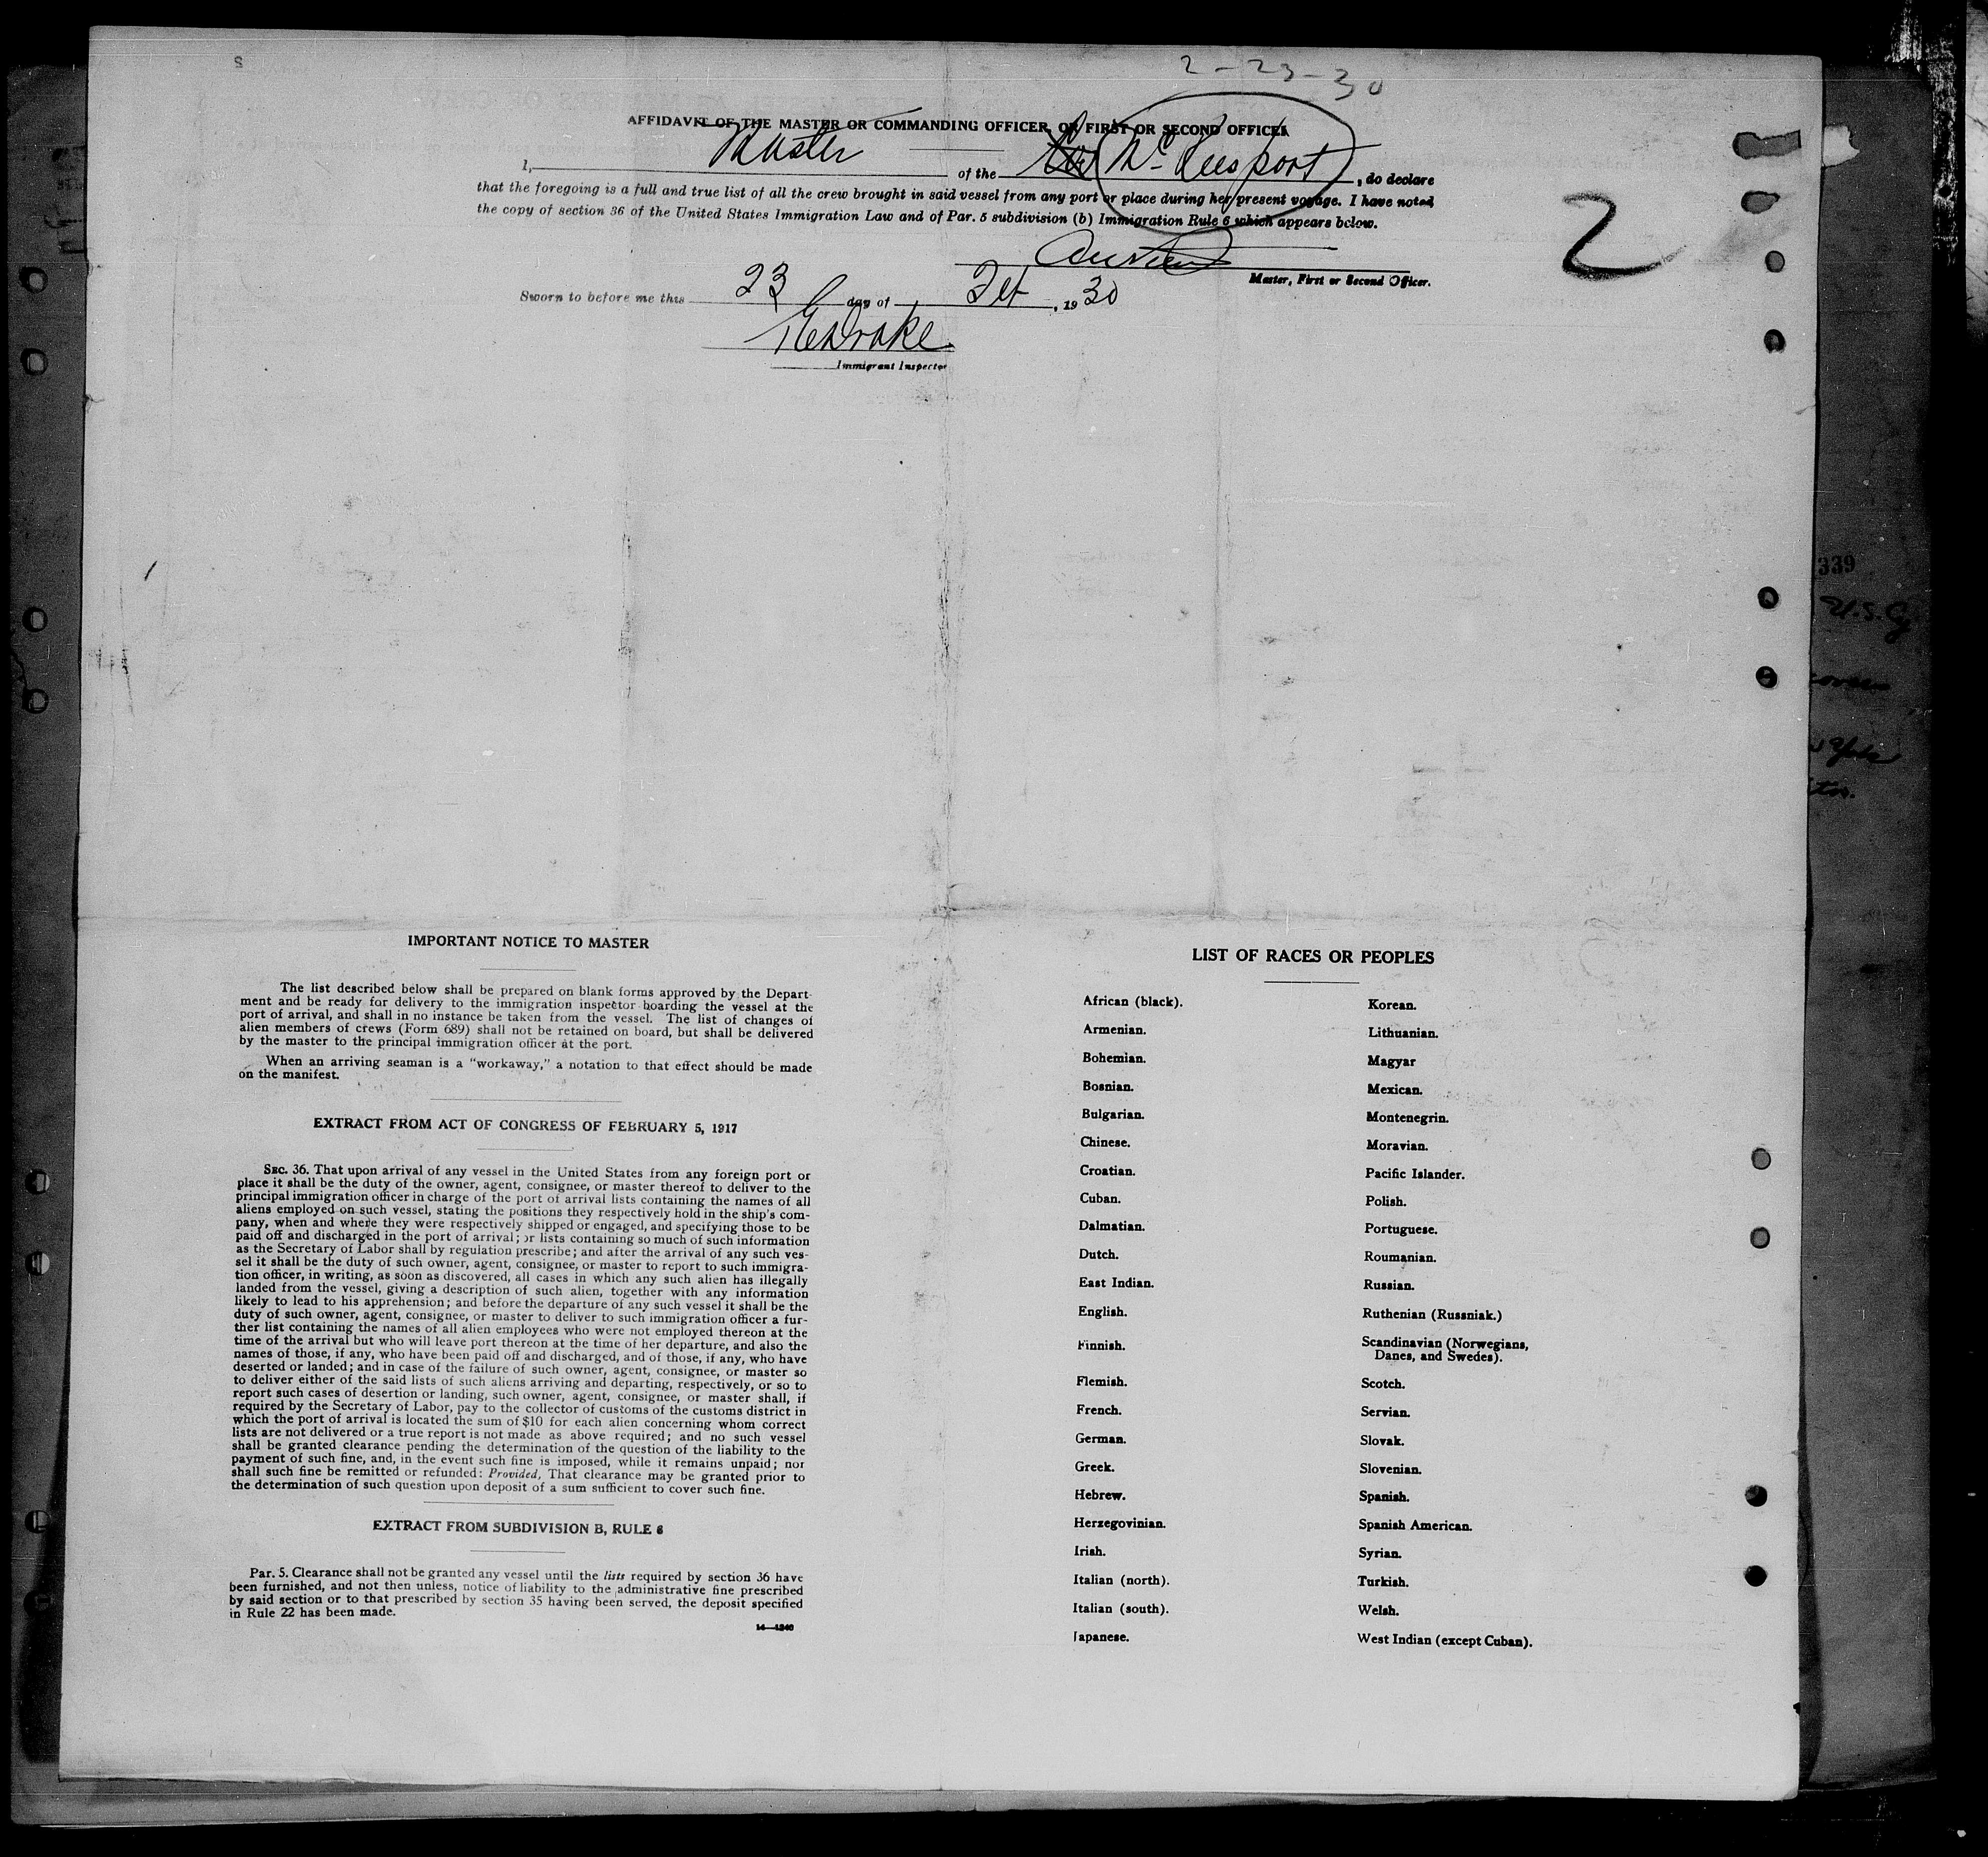 2-23-30
AFFIDAVIT OF THE MASTER OR COMMANDING OFFICER, OR FIRST OR SECOND OFFICER
I, Master of the McKeesport, do declare
that the foregoing is a full and true list of all the crew brought in said vessel from any port or place during her present voyage. I have noted
the copy of section 36 of the United States Immigration Law and of Par. 5 subdivision (b) Immigration Rule 6 which appears below.
2
Master, First or Second Officer.
Sworn to before me this 23 day of Feb, 1930
Immigrant Inspector
339
U.S.
IMPORTANT NOTICE TO MASTER
The list described below shall be prepared on blank forms approved by the Depart-
ment and be ready for delivery to the immigration inspector boarding the vessel at the
port of arrival, and shall in no instance be taken from the vessel. The list of changes of
alien members of crews (Form 689) shall not be retained on board, but shall be delivered
by the master to the principal immigration officer at the port.
When an arriving seaman is a "workaway," a notation to that effect should be made
on the manifest.
EXTRACT FROM ACT OF CONGRESS OF FEBRUARY 5, 1917
SEC. 36. That upon arrival of any vessel in the United States from any foreign port or
place it shall be the duty of the owner, agent, consignee, or master thereof to deliver to the
principal immigration officer in charge of the port of arrival lists containing the names of all
aliens employed on such vessel, stating the positions they respectively hold in the ship's com-
pany, when and where they were respectively shipped or engaged, and specifying those to be
paid off and discharged in the port of arrival; or lists containing so much of such information
as the Secretary of Labor shall by regulation prescribe; and after the arrival of any such ves-
sel it shall be the duty of such owner, agent, consignee, or master to report to such immigra-
tion officer, in writing, as soon as discovered, all cases in which any such alien has illegally
landed from the vessel, giving a description of such alien, together with any information
likely to lead to his apprehension; and before the departure of any such vessel it shall be the
duty of such owner, agent, consignee, or master to deliver to such immigration officer a fur-
ther list containing the names of all alien employees who were not employed thereon at the
time of the arrival but who will leave port thereon at the time of her departure, and also the
names of those, if any, who have been paid off and discharged, and of those, if any, who have
deserted or landed; and in case of the failure of such owner, agent, consignee, or master so
to deliver either of the said lists of such aliens arriving and departing, respectively, or so to
report such cases of desertion or landing, such owner, agent, consignee, or master shall, if
required by the Secretary of Labor, pay to the collector of customs of the customs district in
which the port of arrival is located the sum of $10 for each alien concerning whom correct
lists are not delivered or a true report is not made as above required; and no such vessel
shall be granted clearance pending the determination of the question of the liability to the
payment of such fine, and, in the event such fine is imposed, while it remains unpaid; nor
shall such fine be remitted or refunded: Provided, That clearance may be granted prior to
the determination of such question upon deposit of a sum sufficient to cover such fine.
EXTRACT FROM SUBDIVISION B, RULE 6
Par. 5. Clearance shall not be granted any vessel until the lists required by section 36 have
been furnished, and not then unless, notice of liability to the administrative fine prescribed
by said section or to that prescribed by section 35 having been served, the deposit specified
in Rule 22 has been made.
14—1240
LIST OF RACES OR PEOPLES
African (black).
Armenian.
Bohemian.
Bosnian.
Bulgarian.
Chinese.
Croatian.
Cuban.
Dalmatian.
Dutch.
East Indian.
English.
Finnish.
Flemish.
French.
German.
Greek.
Hebrew.
Herzegovinian.
Irish.
Italian (north).
Italian (south).
Japanese.
Korean.
Lithuanian.
Magyar
Mexican.
Montenegrin.
Moravian.
Pacific Islander.
Polish.
Portuguese.
Roumanian.
Russian.
Ruthenian (Russniak.)
Scandinavian (Norwegians,
Danes, and Swedes).
Scotch.
Servian.
Slovak.
Slovenian.
Spanish.
Spanish American.
Syrian.
Turkish.
Welsh.
West Indian (except Cuban).